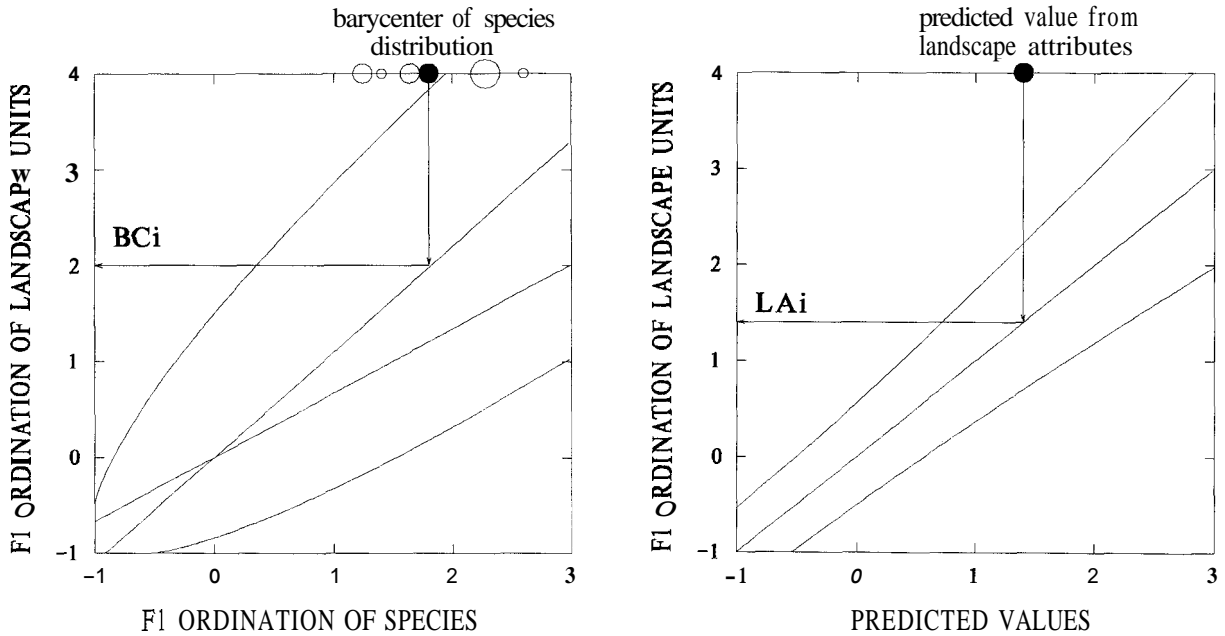 barycenter of species
distribution
4
3
2
1
0
-1
BCi
F1 ORDINATION OF LANDSCAPE UNITS
-1 0 1 2 3
F1 ORDINATION OF SPECIES
predicted value from
landscape attributes
4
3
2
1
0
-1
LAi
F1 ORDINATION OF LANDSCAPE UNITS
-1 0 1 2 3
PREDICTED VALUES